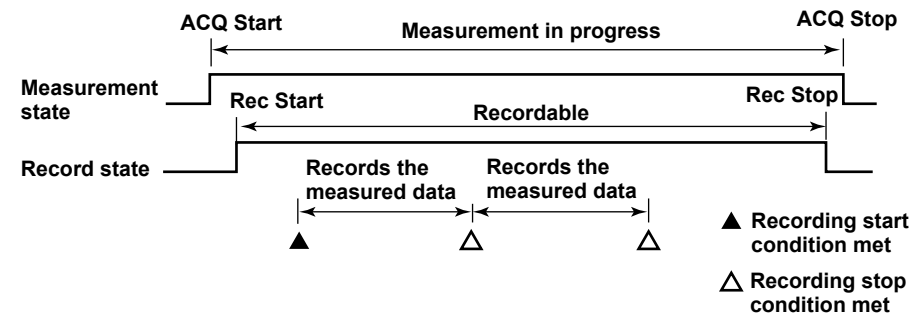 ACQ Start
ACQ Stop
Measurement in progress
Measurement
state
Rec Start
Rec Stop
Recordable
Record state
Records the
measured data
Records the
measured data
Recording start
condition met
Recording stop
condition met